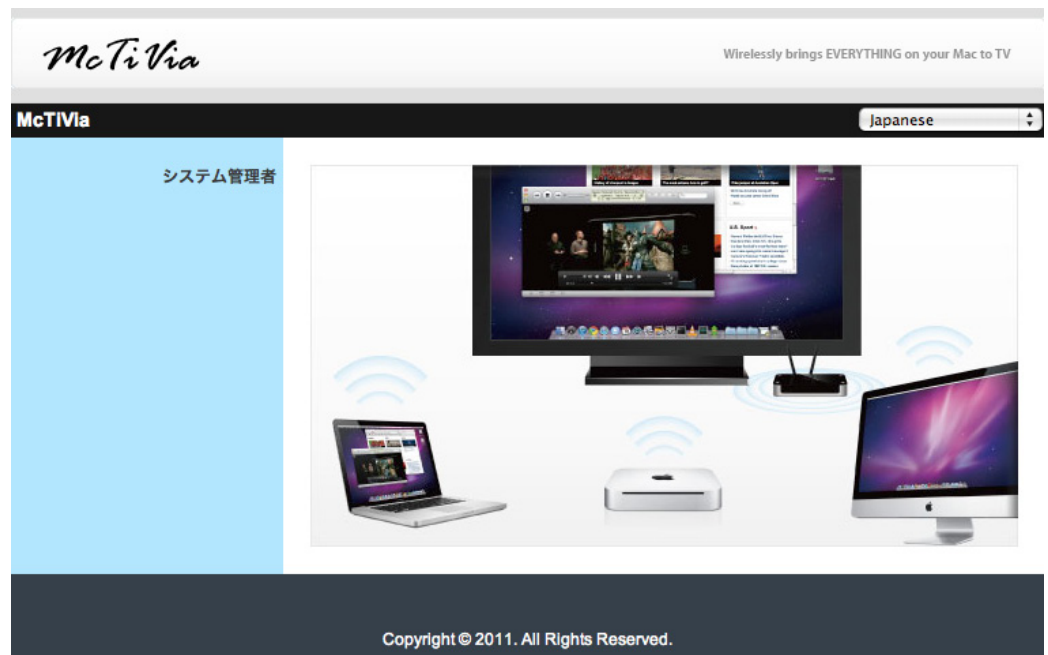 McTiVia
Wirelessly brings EVERYTHING on your Mac to TV
McTiVia
Japanese
システム管理者
U.S. Sport
Copyright © 2011. All Rights Reserved.